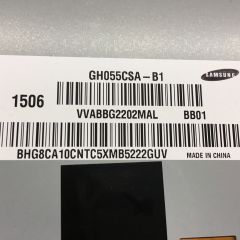 GH055CSA-B1
SAMSUNG
1506
VVABBG2202MAL BB01
MADE IN CHINA
BHG8CA10CNTC5XMB5222GUV